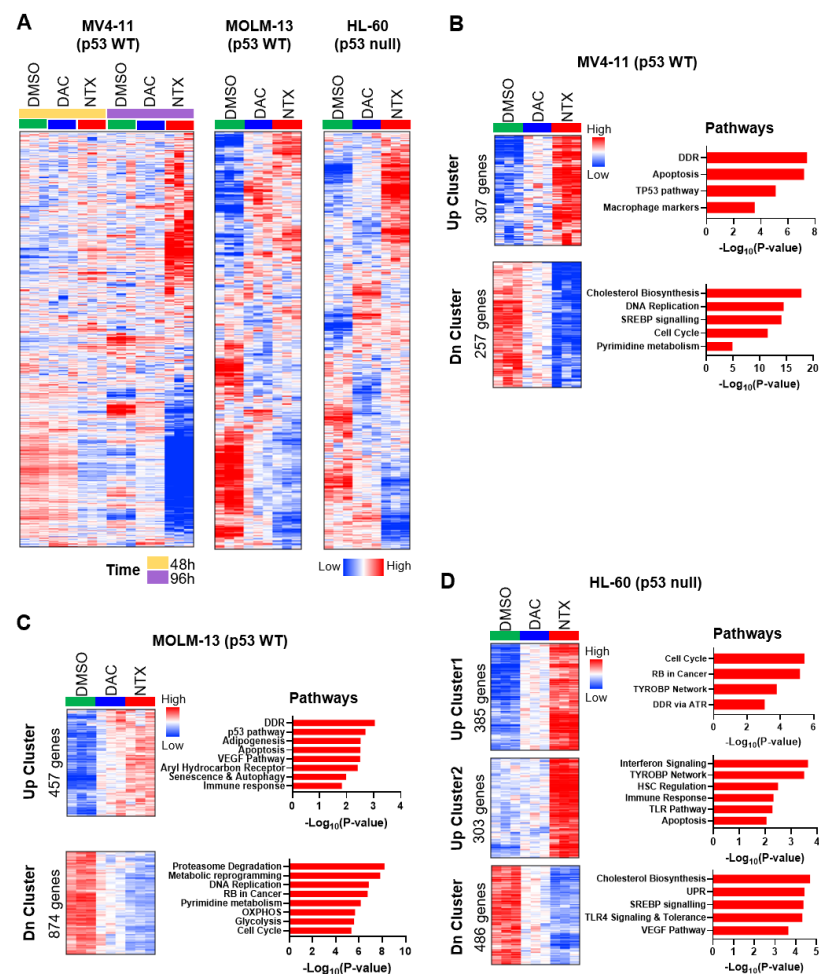 A
MV4-11
(p53 WT)
MOLM-13
(p53 WT)
HL-60
(p53 null)
DMSO
DAC
NTX
DMSO
DAC
NTX
DMSO
DAC
NTX
DMSO
DAC
NTX
Time
48h
96h
Low
High
B
MV4-11 (p53 WT)
DMSO
DAC
NTX
High
Low
Up Cluster
307 genes
Pathways
DDR
Apoptosis
TP53 pathway
Macrophage markers
0 2 4 6 8
-Log10(P-value)
Dn Cluster
257 genes
Cholesterol Biosynthesis
DNA Replication
SREBP signalling
Cell Cycle
Pyrimidine metabolism
0 5 10 15 20
-Log10(P-value)
C
MOLM-13 (p53 WT)
DMSO
DAC
NTX
High
Low
Up Cluster
457 genes
Pathways
DDR
p53 pathway
Adipogenesis
Apoptosis
VEGF Pathway
Aryl Hydrocarbon Receptor
Senescence & Autophagy
Immune response
0 1 2 3 4
-Log10(P-value)
Dn Cluster
874 genes
Proteasome Degradation
Metabolic reprogramming
DNA Replication
RB in Cancer
Pyrimidine metabolism
OXPHOS
Glycolysis
Cell Cycle
0 2 4 6 8 10
-Log10(P-value)
D
HL-60 (p53 null)
DMSO
DAC
NTX
High
Low
Up Cluster1
385 genes
Pathways
Cell Cycle
RB in Cancer
TYROBP Network
DDR via ATR
0 2 4 6
-Log10(P-value)
Up Cluster2
303 genes
Interferon Signaling
TYROBP Network
HSC Regulation
Immune Response
TLR Pathway
Apoptosis
0 1 2 3 4
-Log10(P-value)
Dn Cluster
486 genes
Cholesterol Biosynthesis
UPR
SREBP signalling
TLR4 Signaling & Tolerance
VEGF Pathway
0 1 2 3 4 5
-Log10(P-value)